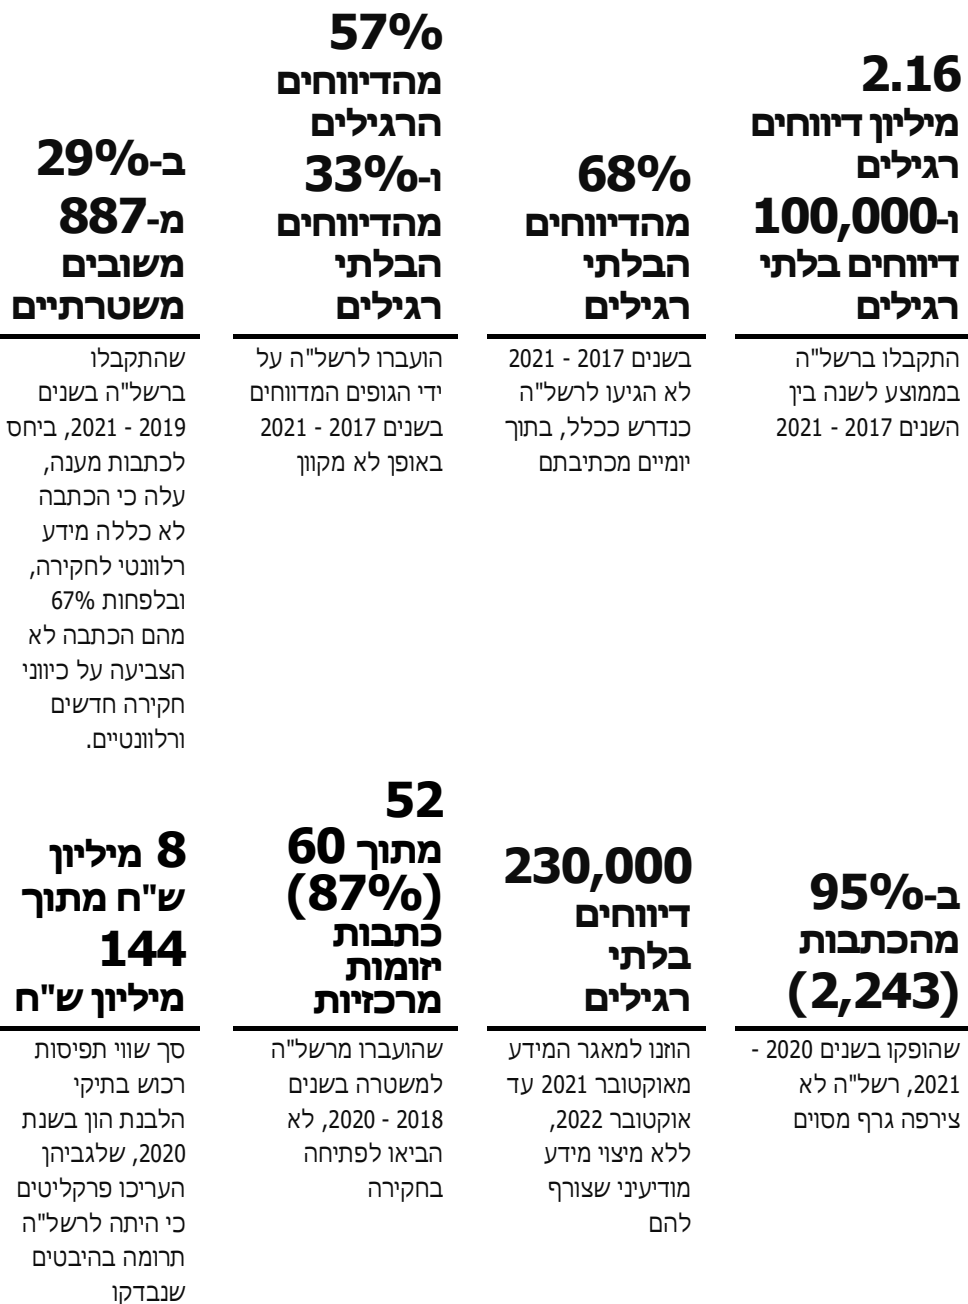 2.16
מיליון דיווחים
רגילים
ו-100,000
דיווחים בלתי
רגילים
התקבלו ברשל"ה
בממוצע לשנה בין
השנים 2017 - 2021
68%
מהדיווחים
הבלתי
רגילים
בשנים 2017 - 2021
לא הגיעו לרשל"ה
כנדרש ככלל, בתוך
יומיים מכתיבתם
57%
מהדיווחים
הרגילים
ו-33%
מהדיווחים
הבלתי
רגילים
הועברו לרשל"ה על
ידי הגופים המדווחים
בשנים 2017 - 2021
באופן לא מקוון
ב-29%
מ-887
משובים
משטרתיים
שהתקבלו
ברשל"ה בשנים
2019 - 2021, ביחס
לכתבות מענה,
עלה כי הכתבה
לא כללה מידע
רלוונטי לחקירה,
ובלפחות 67%
מהם הכתבה לא
הצביעה על כיווני
חקירה חדשים
ורלוונטיים.
ב-95%
מהכתבות
(2,243)
שהופקו בשנים 2020 -
2021, רשל"ה לא
צירפה גרף מסוים
230,000
דיווחים
בלתי
רגילים
הוזנו למאגר המידע
מאוקטובר 2021 עד
אוקטובר 2022,
ללא מיצוי מידע
מודיעיני שצורף
להם
52
מתוך 60
(87%)
כתבות
יזומות
מרכזיות
שהועברו מרשל"ה
למשטרה בשנים
2018 - 2020, לא
הביאו לפתיחה
בחקירה
8 מיליון
ש"ח מתוך
144
מיליון ש"ח
סך שווי תפיסות
רכוש בתיקי
הלבנת הון בשנת
2020, שלגביהן
העריכו פרקליטים
כי היתה לרשל"ה
תרומה בהיבטים
שנבדקו